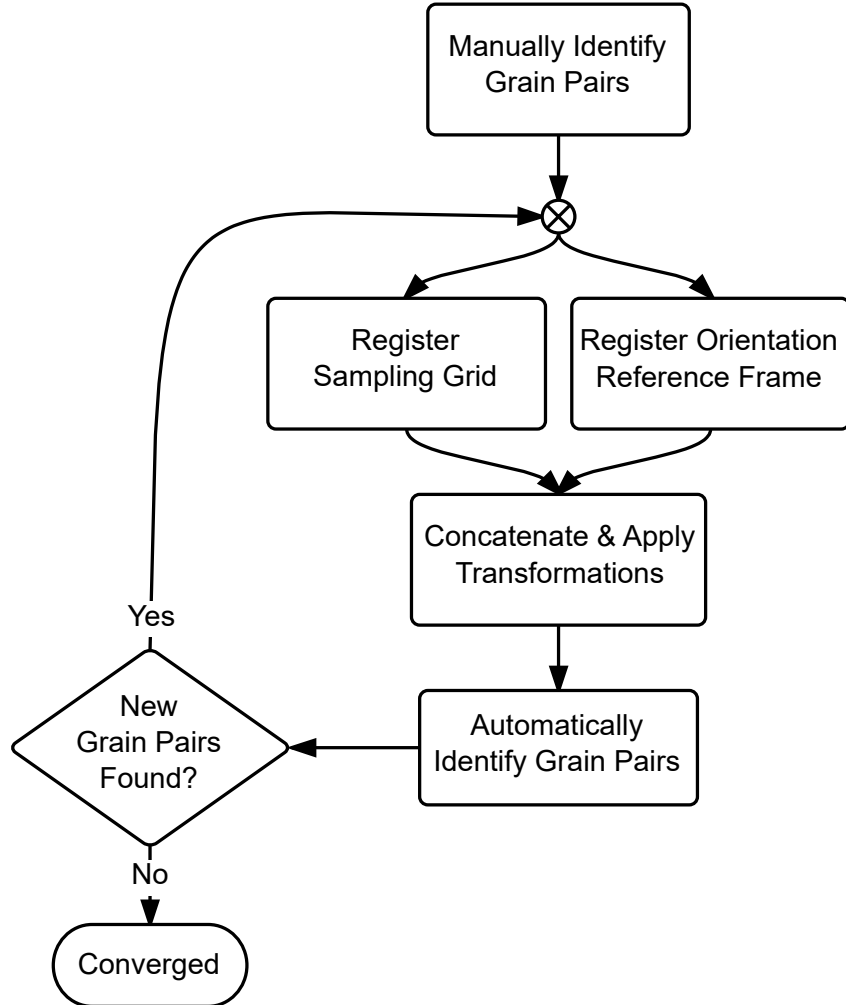 Manually Identify
Grain Pairs
Register
Sampling Grid
Register Orientation
Reference Frame
Concatenate & Apply
Transformations
Automatically
Identify Grain Pairs
Yes
New
Grain Pairs
Found?
No
Converged